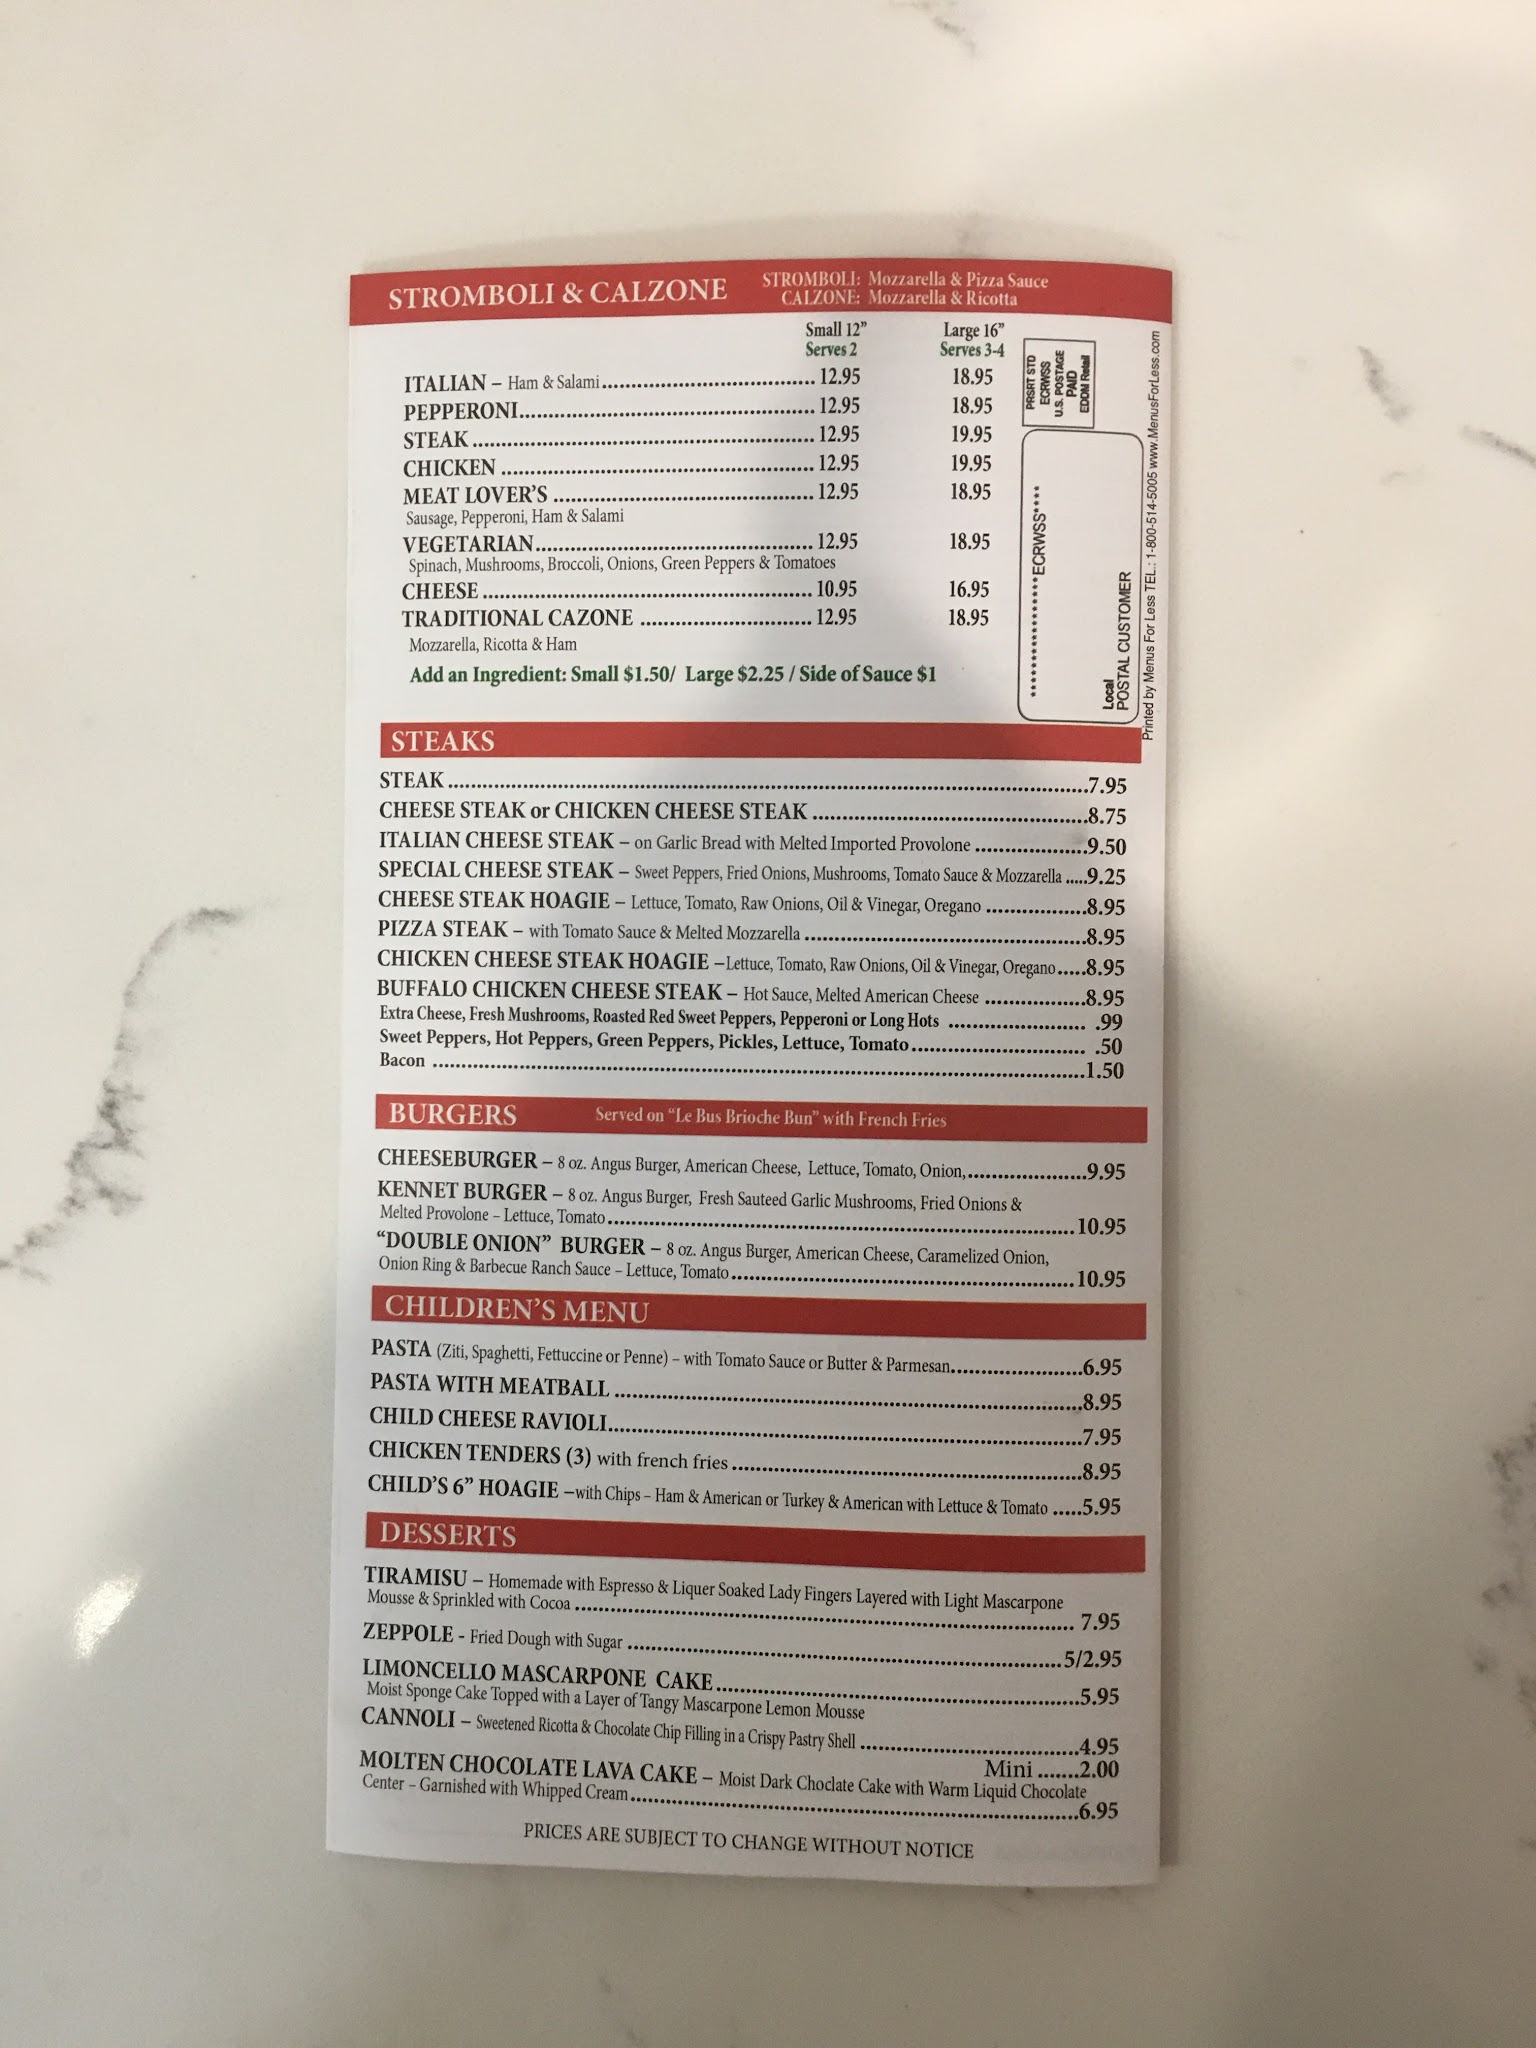 STROMBOLI & CALZONE
STROMBOLI: Mozzarella & Pizza Sauce
CALZONE: Mozzarella & Ricotta
Small 12” Large 16”
Serves 2 Serves 3-4
ITALIAN – Ham & Salami 12.95 18.95
PEPPERONI 12.95 18.95
STEAK 12.95 19.95
CHICKEN 12.95 19.95
MEAT LOVER’S 12.95 18.95
Sausage, Pepperoni, Ham & Salami
VEGETARIAN 12.95 18.95
Spinach, Mushrooms, Broccoli, Onions, Green Peppers & Tomatoes
CHEESE 10.95 16.95
TRADITIONAL CAZONE 12.95 18.95
Mozzarella, Ricotta & Ham
Add an Ingredient: Small $1.50/ Large $2.25 / Side of Sauce $1
PRSRT STD
ECRWSS
U.S. POSTAGE
PAID
EDDM Retail
******************ECRWSS****
Local
POSTAL CUSTOMER
Printed by Menus For Less TEL.: 1-800-514-5005 www.MenusForLess.com
STEAKS
STEAK 7.95
CHEESE STEAK or CHICKEN CHEESE STEAK 8.75
ITALIAN CHEESE STEAK – on Garlic Bread with Melted Imported Provolone 9.50
SPECIAL CHEESE STEAK – Sweet Peppers, Fried Onions, Mushrooms, Tomato Sauce & Mozzarella 9.25
CHEESE STEAK HOAGIE – Lettuce, Tomato, Raw Onions, Oil & Vinegar, Oregano 8.95
PIZZA STEAK – with Tomato Sauce & Melted Mozzarella 8.95
CHICKEN CHEESE STEAK HOAGIE –Lettuce, Tomato, Raw Onions, Oil & Vinegar, Oregano 8.95
BUFFALO CHICKEN CHEESE STEAK – Hot Sauce, Melted American Cheese 8.95
Extra Cheese, Fresh Mushrooms, Roasted Red Sweet Peppers, Pepperoni or Long Hots .99
Sweet Peppers, Hot Peppers, Green Peppers, Pickles, Lettuce, Tomato .50
Bacon 1.50
BURGERS Served on “Le Bus Brioche Bun” with French Fries
CHEESEBURGER – 8 oz. Angus Burger, American Cheese, Lettuce, Tomato, Onion, 9.95
KENNET BURGER – 8 oz. Angus Burger, Fresh Sauteed Garlic Mushrooms, Fried Onions &
Melted Provolone – Lettuce, Tomato 10.95
“DOUBLE ONION” BURGER – 8 oz. Angus Burger, American Cheese, Caramelized Onion,
Onion Ring & Barbecue Ranch Sauce – Lettuce, Tomato 10.95
CHILDREN’S MENU
PASTA (Ziti, Spaghetti, Fettuccine or Penne) – with Tomato Sauce or Butter & Parmesan 6.95
PASTA WITH MEATBALL 8.95
CHILD CHEESE RAVIOLI 7.95
CHICKEN TENDERS (3) with french fries 8.95
CHILD’S 6” HOAGIE –with Chips – Ham & American or Turkey & American with Lettuce & Tomato 5.95
DESSERTS
TIRAMISU – Homemade with Espresso & Liquer Soaked Lady Fingers Layered with Light Mascarpone
Mousse & Sprinkled with Cocoa 7.95
ZEPPOLE - Fried Dough with Sugar 5/2.95
LIMONCELLO MASCARPONE CAKE 5.95
Moist Sponge Cake Topped with a Layer of Tangy Mascarpone Lemon Mousse
CANNOLI – Sweetened Ricotta & Chocolate Chip Filling in a Crispy Pastry Shell 4.95
Mini 2.00
MOLTEN CHOCOLATE LAVA CAKE – Moist Dark Choclate Cake with Warm Liquid Chocolate
Center – Garnished with Whipped Cream 6.95
PRICES ARE SUBJECT TO CHANGE WITHOUT NOTICE